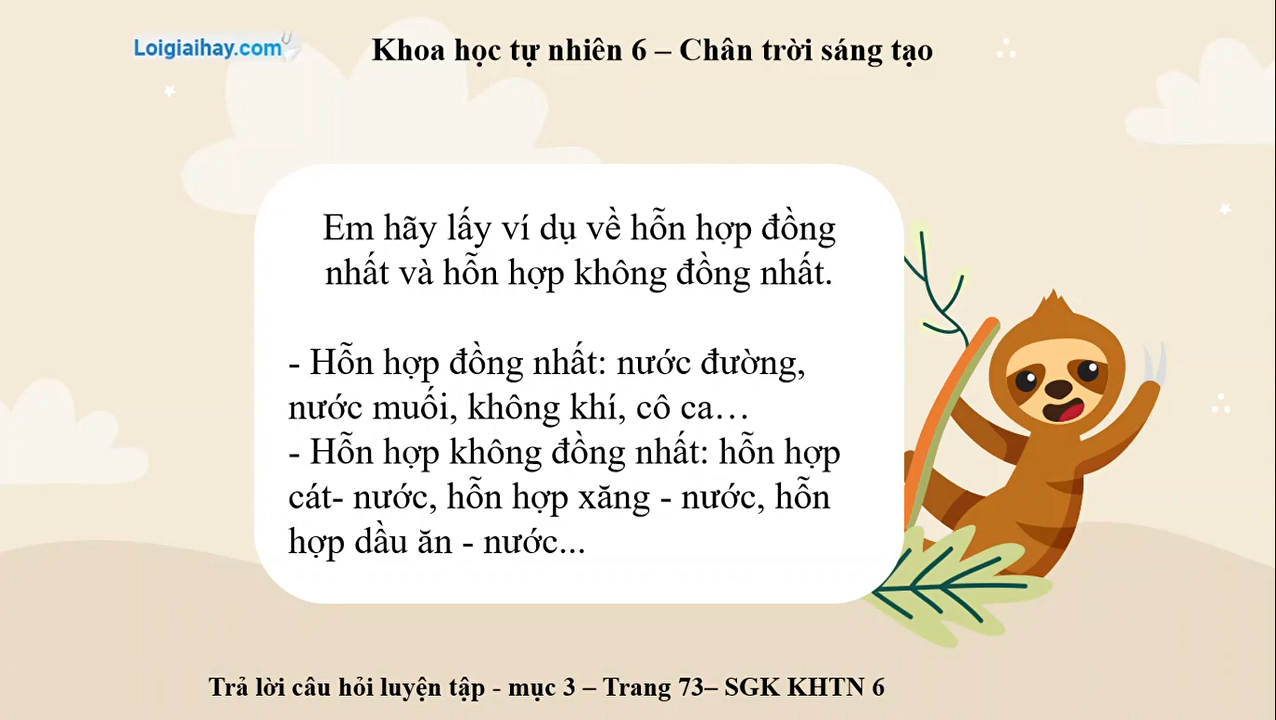 Loigiaihay.com
Khoa học tự nhiên 6 – Chân trời sáng tạo
Em hãy lấy ví dụ về hỗn hợp đồng
nhất và hỗn hợp không đồng nhất.
- Hỗn hợp đồng nhất: nước đường,
nước muối, không khí, cô ca…
- Hỗn hợp không đồng nhất: hỗn hợp
cát- nước, hỗn hợp xăng - nước, hỗn
hợp dầu ăn - nước...
Trả lời câu hỏi luyện tập - mục 3 – Trang 73– SGK KHTN 6